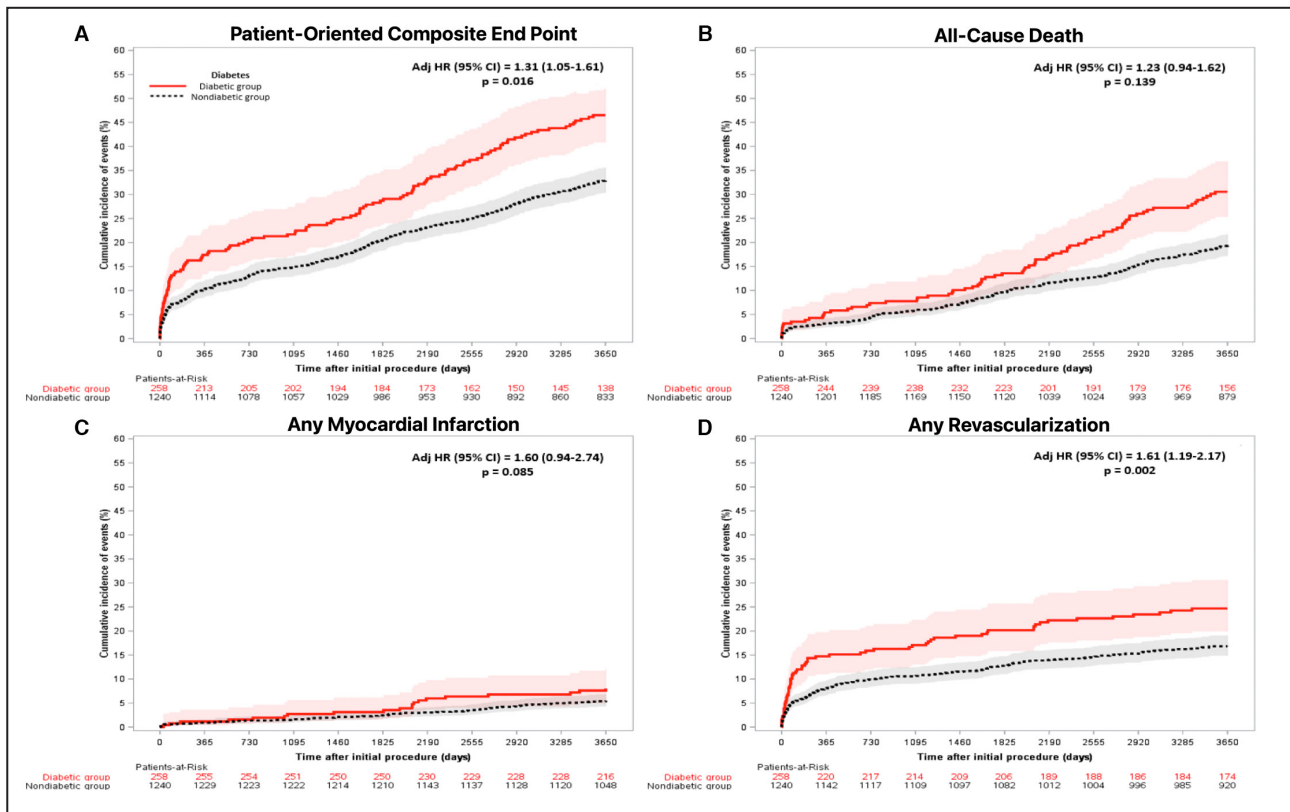 A
Patient-Oriented Composite End Point
60
55
50
45
40
35
30
25
20
15
10
5
0
Cumulative incidence of events (%)
Diabetes
Diabetic group
Nondiabetic group
Adj HR (95% CI) = 1.31 (1.05-1.61)
p = 0.016
0 365 730 1095 1460 1825 2190 2555 2920 3285 3650
Time after initial procedure (days)
Patients-at-Risk
Diabetic group 258 213 205 202 194 184 173 162 150 145 138
Nondiabetic group 1240 1114 1078 1057 1029 986 953 930 892 860 833
B
All-Cause Death
60
55
50
45
40
35
30
25
20
15
10
5
0
Cumulative incidence of events (%)
Adj HR (95% CI) = 1.23 (0.94-1.62)
p = 0.139
0 365 730 1095 1460 1825 2190 2555 2920 3285 3650
Time after initial procedure (days)
Patients-at-Risk
Diabetic group 258 244 239 238 232 223 201 191 179 176 156
Nondiabetic group 1240 1201 1185 1169 1150 1120 1039 1024 993 969 879
C
Any Myocardial Infarction
60
55
50
45
40
35
30
25
20
15
10
5
0
Cumulative incidence of events (%)
Adj HR (95% CI) = 1.60 (0.94-2.74)
p = 0.085
0 365 730 1095 1460 1825 2190 2555 2920 3285 3650
Time after initial procedure (days)
Patients-at-Risk
Diabetic group 258 255 254 251 250 250 230 229 228 228 216
Nondiabetic group 1240 1229 1223 1222 1214 1210 1143 1137 1128 1120 1048
D
Any Revascularization
60
55
50
45
40
35
30
25
20
15
10
5
0
Cumulative incidence of events (%)
Adj HR (95% CI) = 1.61 (1.19-2.17)
p = 0.002
0 365 730 1095 1460 1825 2190 2555 2920 3285 3650
Time after initial procedure (days)
Patients-at-Risk
Diabetic group 258 220 217 214 209 206 189 188 186 184 174
Nondiabetic group 1240 1142 1117 1109 1097 1082 1012 1004 996 985 920